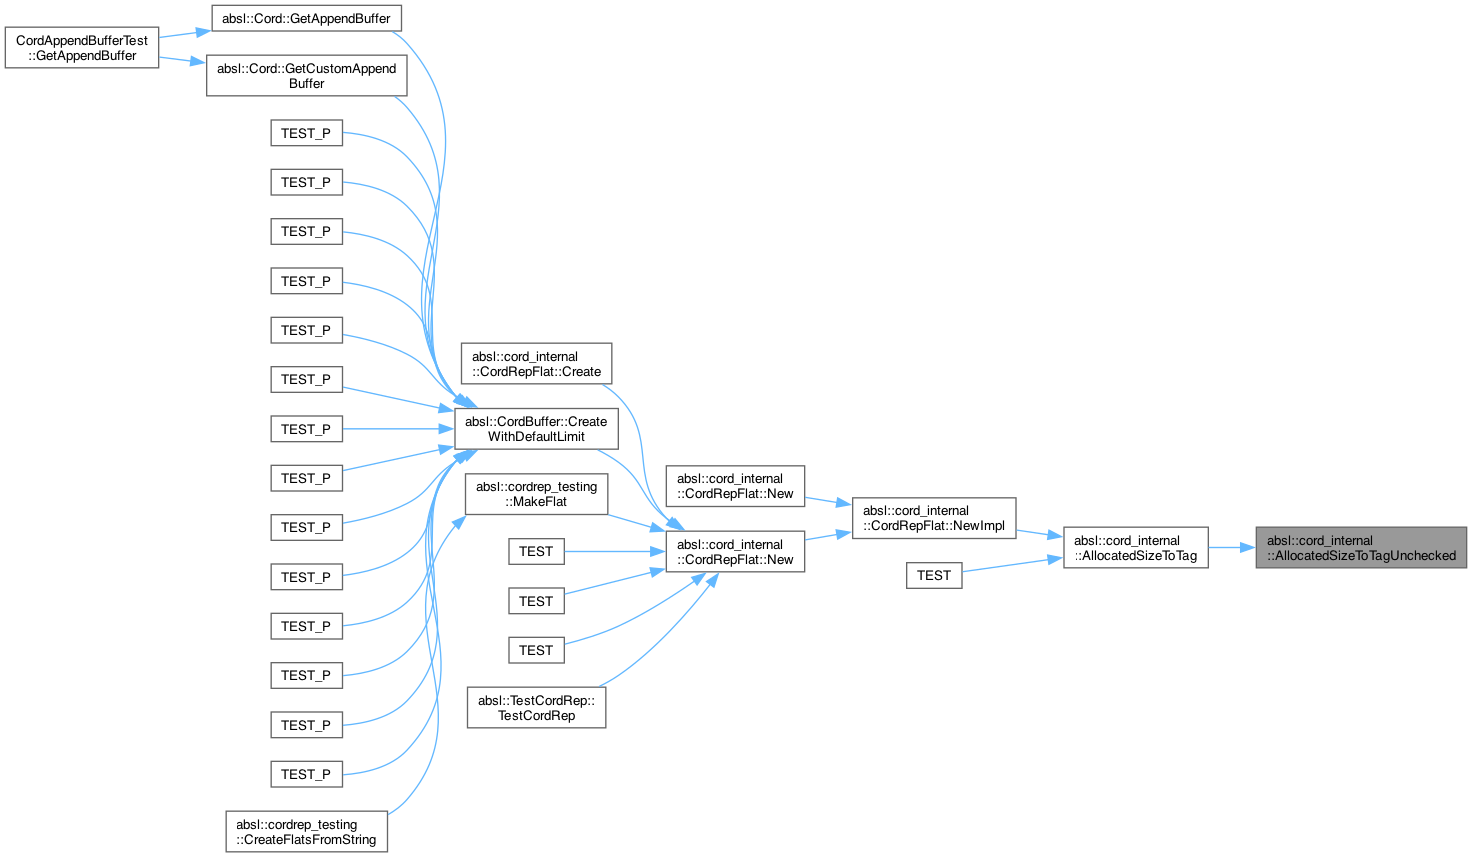 absl::Cord::GetAppendBuffer
CordAppendBufferTest
::GetAppendBuffer
absl::Cord::GetCustomAppend
Buffer
TEST_P
TEST_P
TEST_P
TEST_P
TEST_P
TEST_P
TEST_P
TEST_P
TEST_P
TEST_P
TEST_P
TEST_P
TEST_P
TEST_P
absl::cordrep_testing
::CreateFlatsFromString
absl::cord_internal
::CordRepFlat::Create
absl::CordBuffer::Create
WithDefaultLimit
absl::cordrep_testing
::MakeFlat
TEST
TEST
TEST
absl::TestCordRep::
TestCordRep
absl::cord_internal
::CordRepFlat::New
absl::cord_internal
::CordRepFlat::New
absl::cord_internal
::CordRepFlat::NewImpl
TEST
absl::cord_internal
::AllocatedSizeToTag
absl::cord_internal
::AllocatedSizeToTagUnchecked